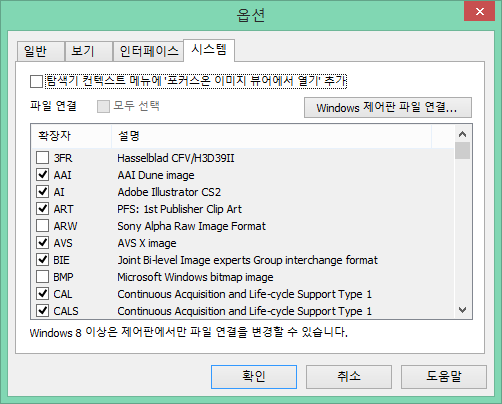 옵션
일반 보기 인터페이스 시스템
탐색기 컨텍스트 메뉴에 '포커스온 이미지 뷰어에서 열기' 추가
파일 연결 모두 선택 Windows 제어판 파일 연결...
확장자 설명
3FR Hasselblad CFV/H3D39II
AAI AAI Dune image
AI Adobe Illustrator CS2
ART PFS: 1st Publisher Clip Art
ARW Sony Alpha Raw Image Format
AVS AVS X image
BIE Joint Bi-level Image experts Group interchange format
BMP Microsoft Windows bitmap image
CAL Continuous Acquisition and Life-cycle Support Type 1
CALS Continuous Acquisition and Life-cycle Support Type 1
Windows 8 이상은 제어판에서만 파일 연결을 변경할 수 있습니다.
확인 취소 도움말